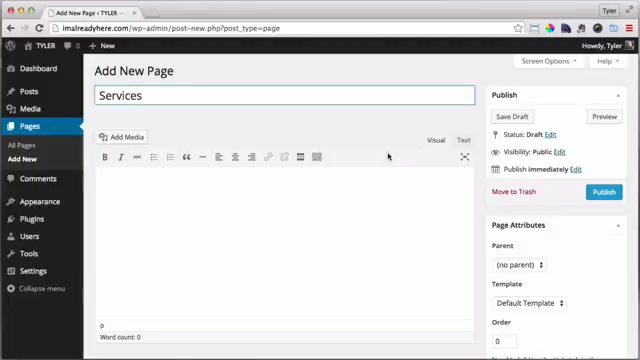 Add New Page ‹ TYLER —
Tyler
imalreadyhere.com/wp-admin/post-new.php?post_type=page
TYLER
0
New
Howdy, Tyler
Screen Options
Help
Dashboard
Posts
Media
Pages
All Pages
Add New
Comments
Appearance
Plugins
Users
Tools
Settings
Collapse menu
Add New Page
Services
Add Media
Visual
Text
B
I
ABC
p
Word count: 0
Publish
Save Draft
Preview
Status: Draft Edit
Visibility: Public Edit
Publish immediately Edit
Move to Trash
Publish
Page Attributes
Parent
(no parent)
Template
Default Template
Order
0